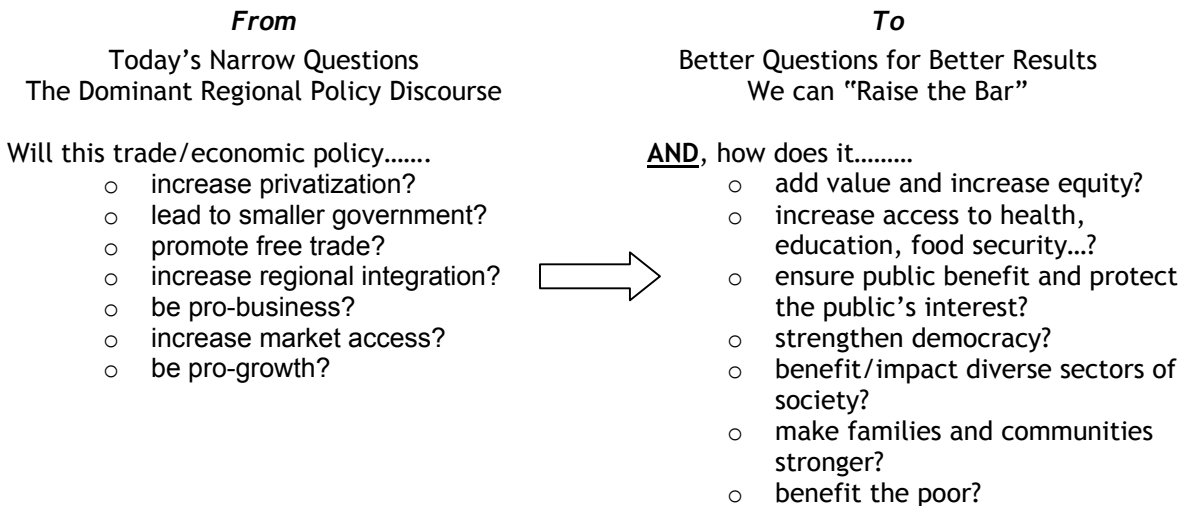 From
Today’s Narrow Questions
The Dominant Regional Policy Discourse
Will this trade/economic policy…….
o increase privatization?
o lead to smaller government?
o promote free trade?
o increase regional integration?
o be pro-business?
o increase market access?
o be pro-growth?
To
Better Questions for Better Results
We can “Raise the Bar”
AND, how does it………
o add value and increase equity?
o increase access to health,
education, food security…?
o ensure public benefit and protect
the public’s interest?
o strengthen democracy?
o benefit/impact diverse sectors of
society?
o make families and communities
stronger?
o benefit the poor?